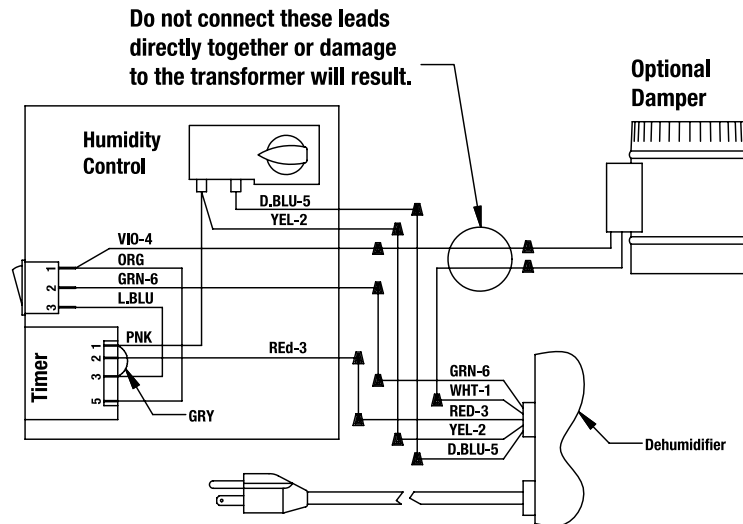 Do not connect these leads
directly together or damage
to the transformer will result.
Optional
Damper
Humidity
Control
D.BLU-5
YEL-2
VIO-4
1
ORG
2
GRN-6
3
L.BLU
Timer
1
PNK
2
REd-3
3
5
GRY
GRN-6
WHT-1
RED-3
YEL-2
D.BLU-5
Dehumidifier